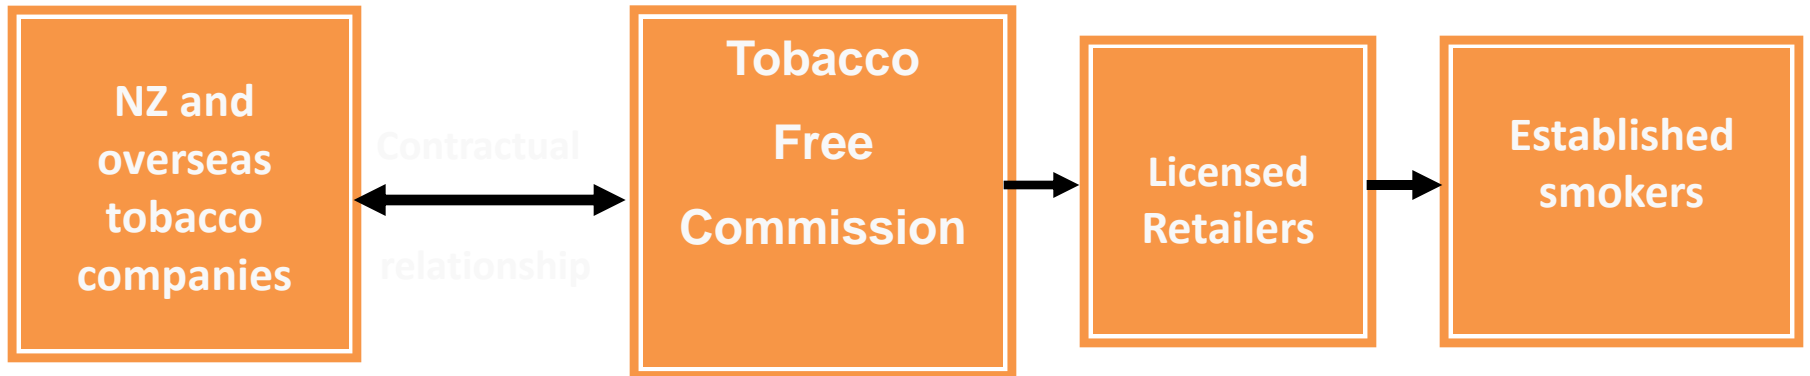 NZ and
overseas
tobacco
companies
Contractual
relationship
Tobacco
Free
Commission
Licensed
Retailers
Established
smokers